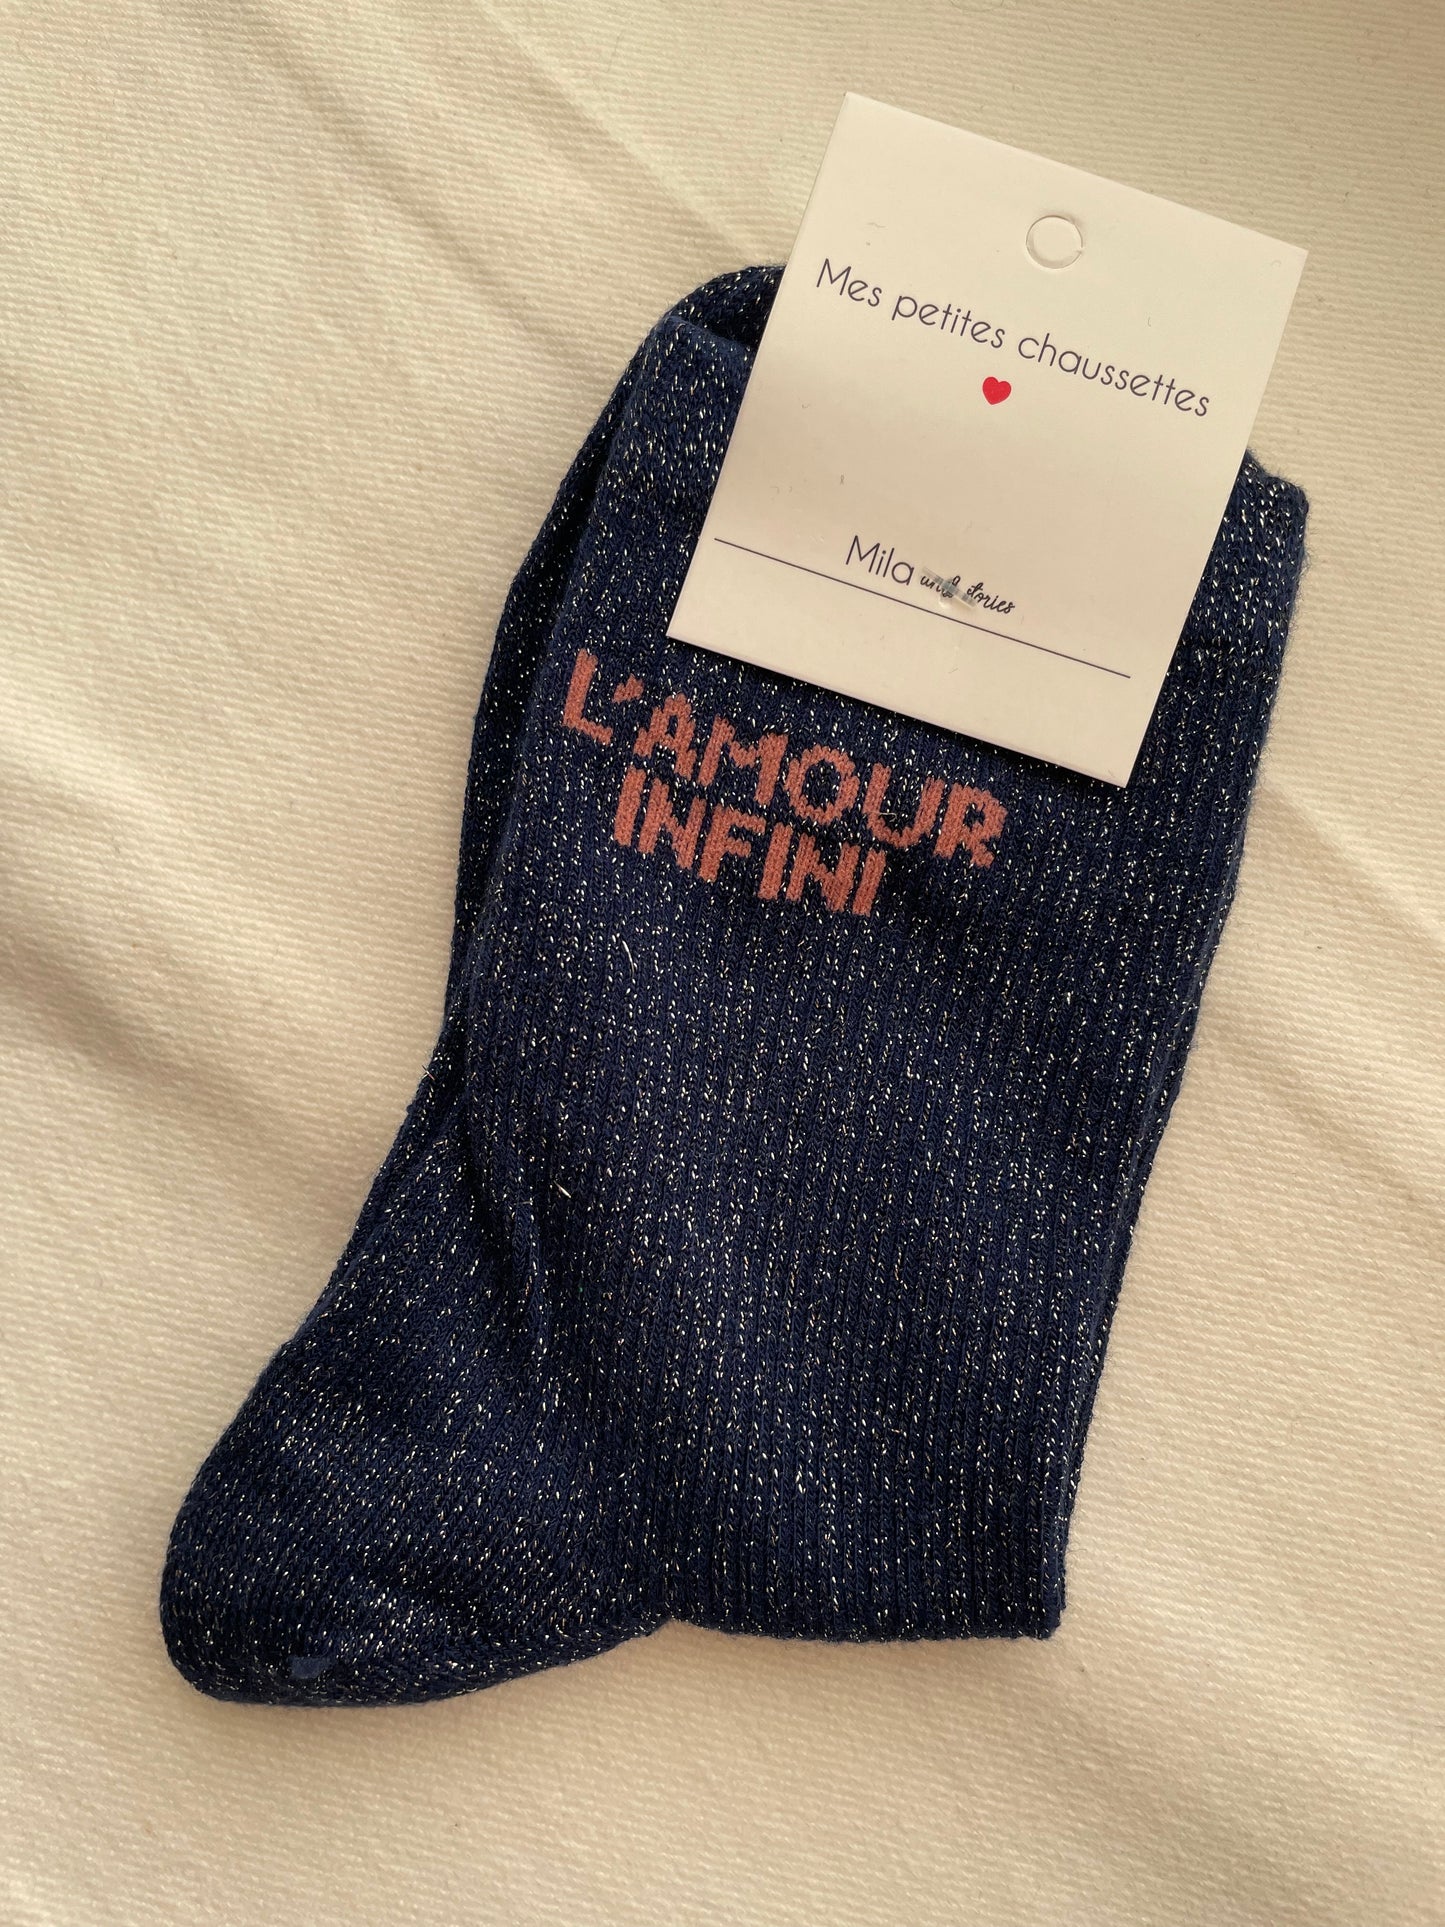 Mes petites chaussettes
Mila and stories
L'AMOUR
INFINI